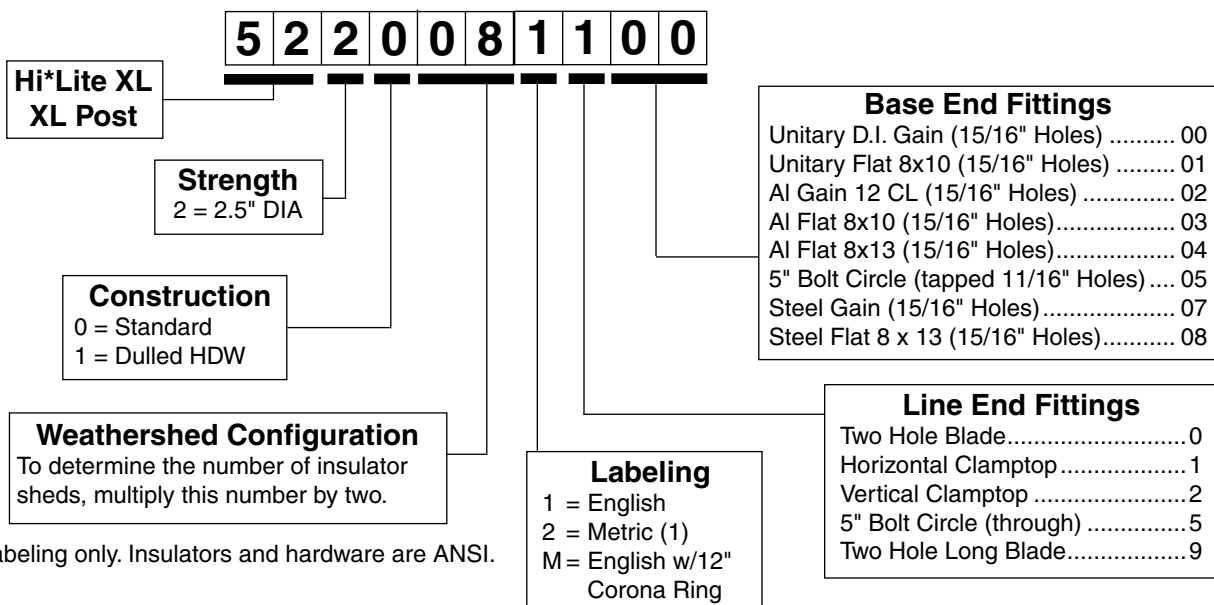 5 2 2 0 0 8 1 1 0 0
Hi*Lite XL
XL Post
Strength
2 = 2.5" DIA
Construction
0 = Standard
1 = Dulled HDW
Weathershed Configuration
To determine the number of insulator
sheds, multiply this number by two.
abeling only. Insulators and hardware are ANSI.
Labeling
1 = English
2 = Metric (1)
M = English w/12"
Corona Ring
Base End Fittings
Unitary D.I. Gain (15/16" Holes) .......... 00
Unitary Flat 8x10 (15/16" Holes) ......... 01
Al Gain 12 CL (15/16" Holes) .............. 02
Al Flat 8x10 (15/16" Holes).................. 03
Al Flat 8x13 (15/16" Holes).................. 04
5" Bolt Circle (tapped 11/16" Holes) .... 05
Steel Gain (15/16" Holes).................... 07
Steel Flat 8 x 13 (15/16" Holes)........... 08
Line End Fittings
Two Hole Blade..........................0
Horizontal Clamptop ..................1
Vertical Clamptop ......................2
5" Bolt Circle (through) ..............5
Two Hole Long Blade.................9